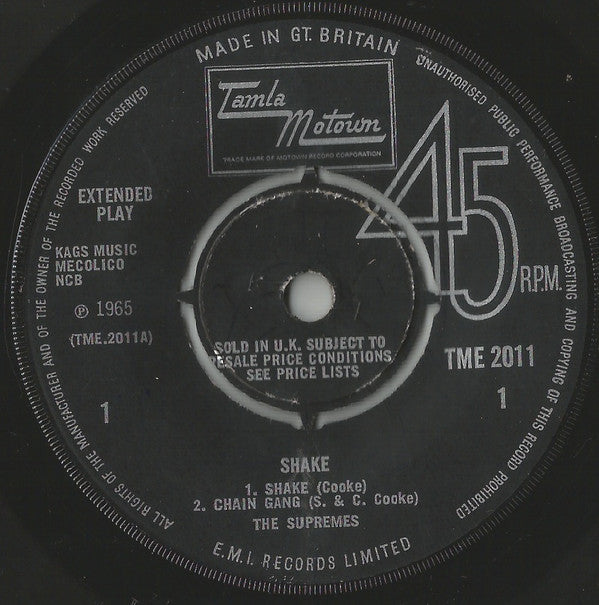 MADE IN GT. BRITAIN
UNAUTHORISED PUBLIC PERFORMANCE BROADCASTING AND COPYING OF THIS RECORD PROHIBITED
ALL RIGHTS OF THE MANUFACTURER AND OF THE OWNER OF THE RECORDED WORK RESERVED
Tamla
Motown
TRADE MARK OF MOTOWN RECORD CORPORATION
45
R.P.M.
EXTENDED
PLAY
KAGS MUSIC
MECOLICO
NCB
℗ 1965
(TME.2011A)
1
SOLD IN U.K. SUBJECT TO
RESALE PRICE CONDITIONS,
SEE PRICE LISTS
TME 2011
1
SHAKE
1. SHAKE (Cooke)
2. CHAIN GANG (S. & C. Cooke)
THE SUPREMES
E.M.I. RECORDS LIMITED